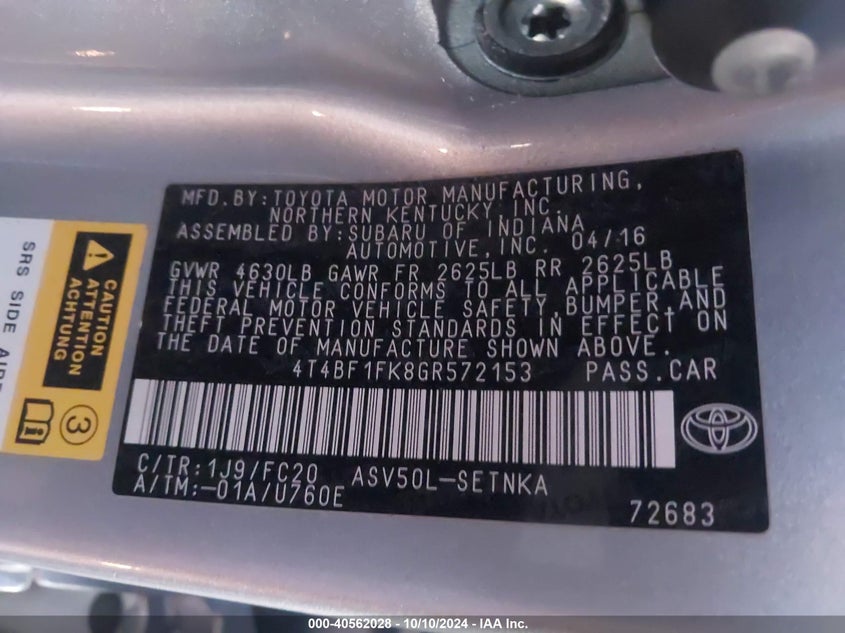 MFD. BY: TOYOTA MOTOR MANUFACTURING,
NORTHERN KENTUCKY INC.
ASSEMBLED BY: SUBARU OF INDIANA
AUTOMOTIVE, INC. 04/16
GVWR 4630LB GAWR FR 2625LB RR 2625LB
THIS VEHICLE CONFORMS TO ALL APPLICABLE
FEDERAL MOTOR VEHICLE SAFETY, BUMPER, AND
THEFT PREVENTION STANDARDS IN EFFECT ON
THE DATE OF MANUFACTURE SHOWN ABOVE.
4T4BF1FK8GR572153 PASS.CAR
C/TR: 1J9/FC20 ASV50L-SETNKA
A/TM:-01A/U760E
72683
CAUTION
ATTENTION
ACHTUNG
3
SRS SIDE
000-40562028 - 10/10/2024 - IAA Inc.